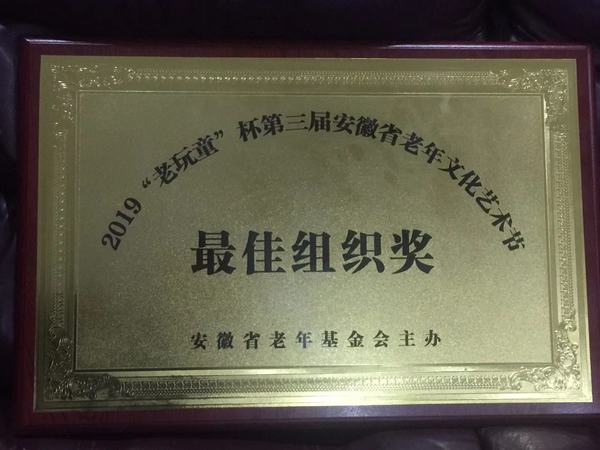 2019“老玩童”杯第三届安徽省老年文化艺术节
最佳组织奖
安徽省老年基金会主办